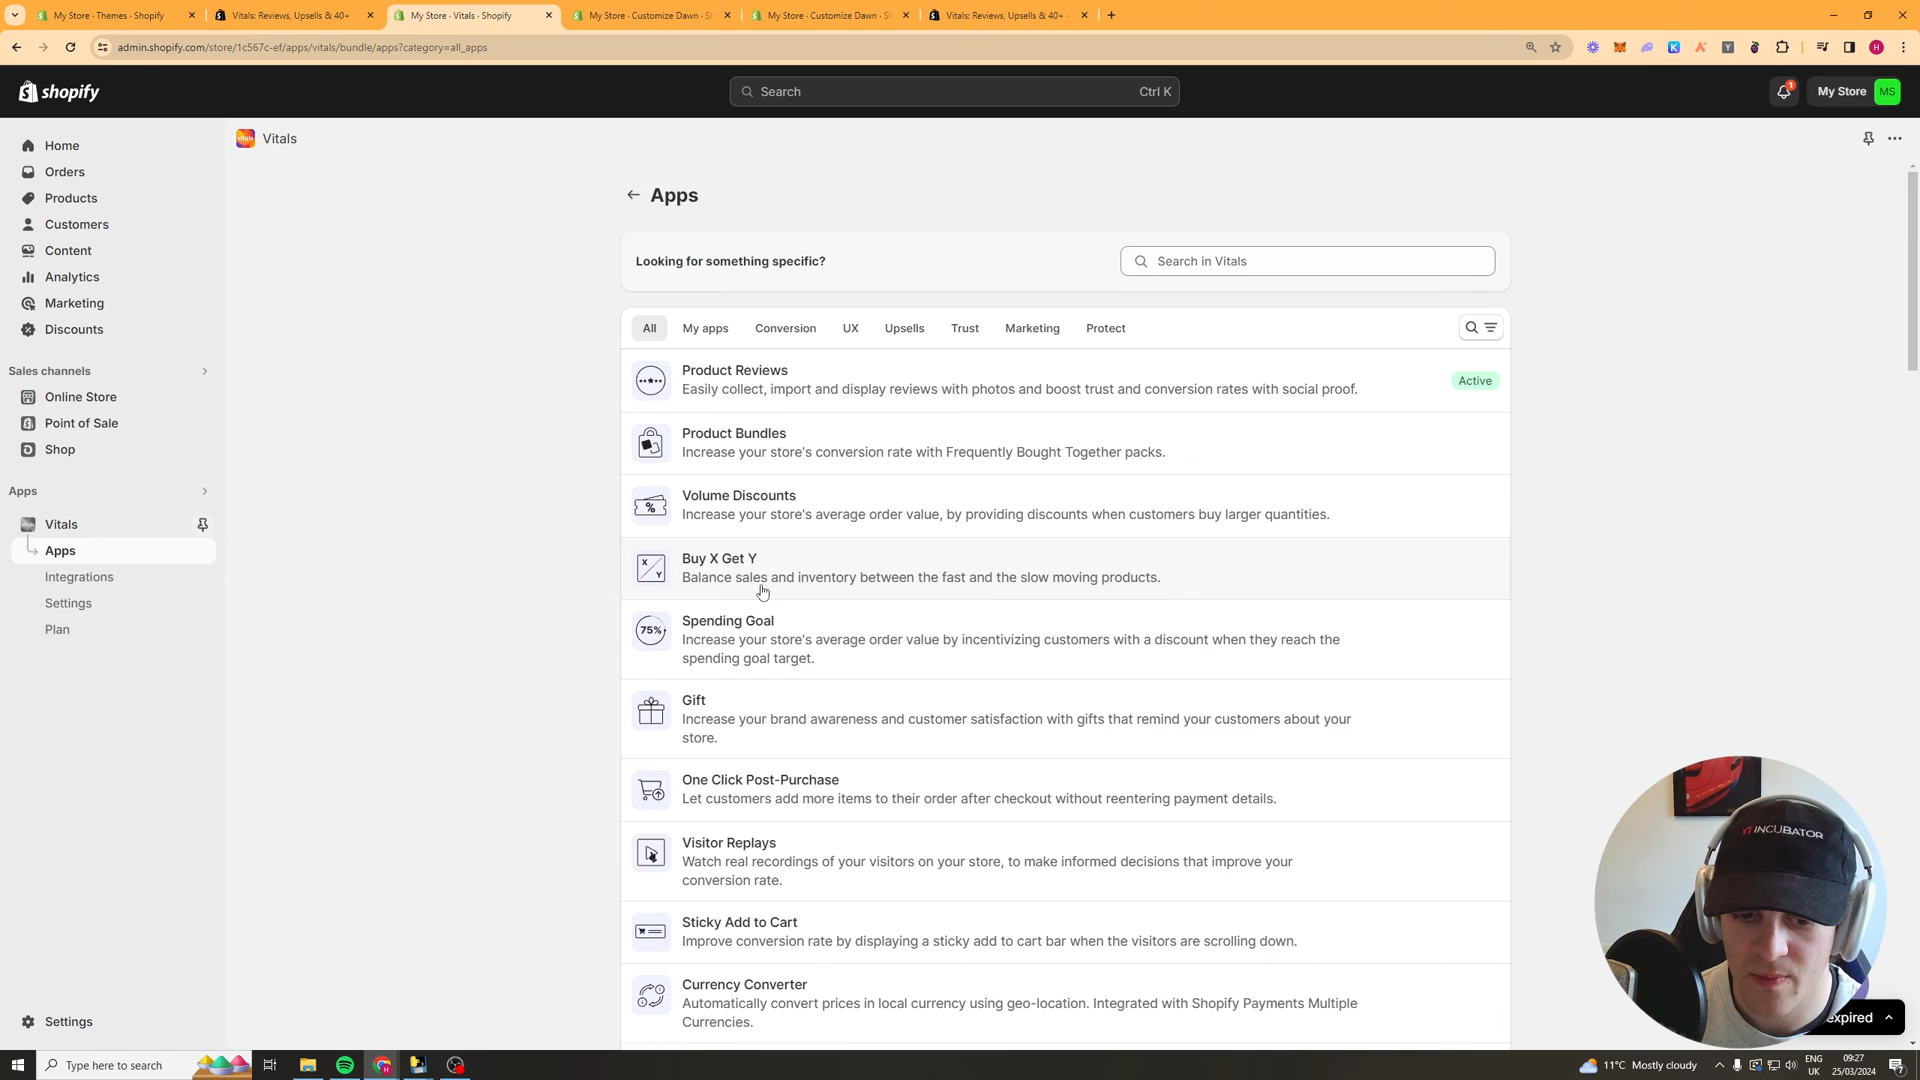 My Store · Themes · Shopify
Vitals: Reviews, Upsells & 40+
My Store · Vitals · Shopify
My Store · Customize Dawn · Sh
My Store · Customize Dawn · Sh
Vitals: Reviews, Upsells & 40+
admin.shopify.com/store/1c567c-ef/apps/vitals/bundle/apps?category=all_apps
shopify
Search
Ctrl K
1
My Store
MS
Home
Orders
Products
Customers
Content
Analytics
Marketing
Discounts
Sales channels
Online Store
Point of Sale
Shop
Apps
Vitals
Apps
Integrations
Settings
Plan
Settings
Vitals
Apps
Looking for something specific?
Search in Vitals
All
My apps
Conversion
UX
Upsells
Trust
Marketing
Protect
Product Reviews
Easily collect, import and display reviews with photos and boost trust and conversion rates with social proof.
Active
Product Bundles
Increase your store's conversion rate with Frequently Bought Together packs.
Volume Discounts
Increase your store's average order value, by providing discounts when customers buy larger quantities.
X
Y
Buy X Get Y
Balance sales and inventory between the fast and the slow moving products.
75%
Spending Goal
Increase your store's average order value by incentivizing customers with a discount when they reach the
spending goal target.
Gift
Increase your brand awareness and customer satisfaction with gifts that remind your customers about your
store.
One Click Post-Purchase
Let customers add more items to their order after checkout without reentering payment details.
Visitor Replays
Watch real recordings of your visitors on your store, to make informed decisions that improve your
conversion rate.
Sticky Add to Cart
Improve conversion rate by displaying a sticky add to cart bar when the visitors are scrolling down.
Currency Converter
Automatically convert prices in local currency using geo-location. Integrated with Shopify Payments Multiple
Currencies.
YT INCUBATOR
expired
Type here to search
11°C Mostly cloudy
ENG
UK
09:27
25/03/2024
7